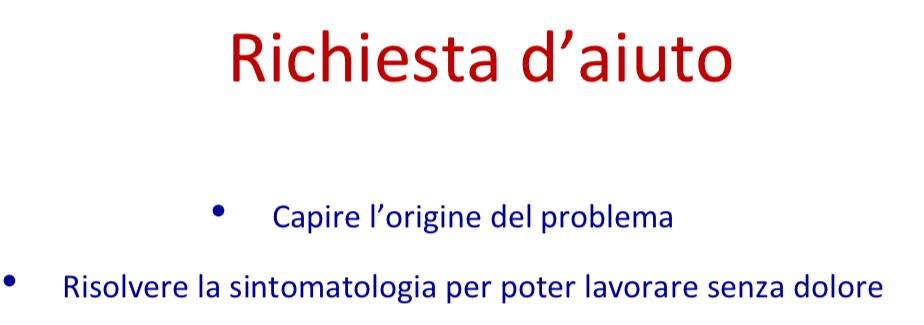 Richiesta d’aiuto
• Capire l’origine del problema
• Risolvere la sintomatologia per poter lavorare senza dolore